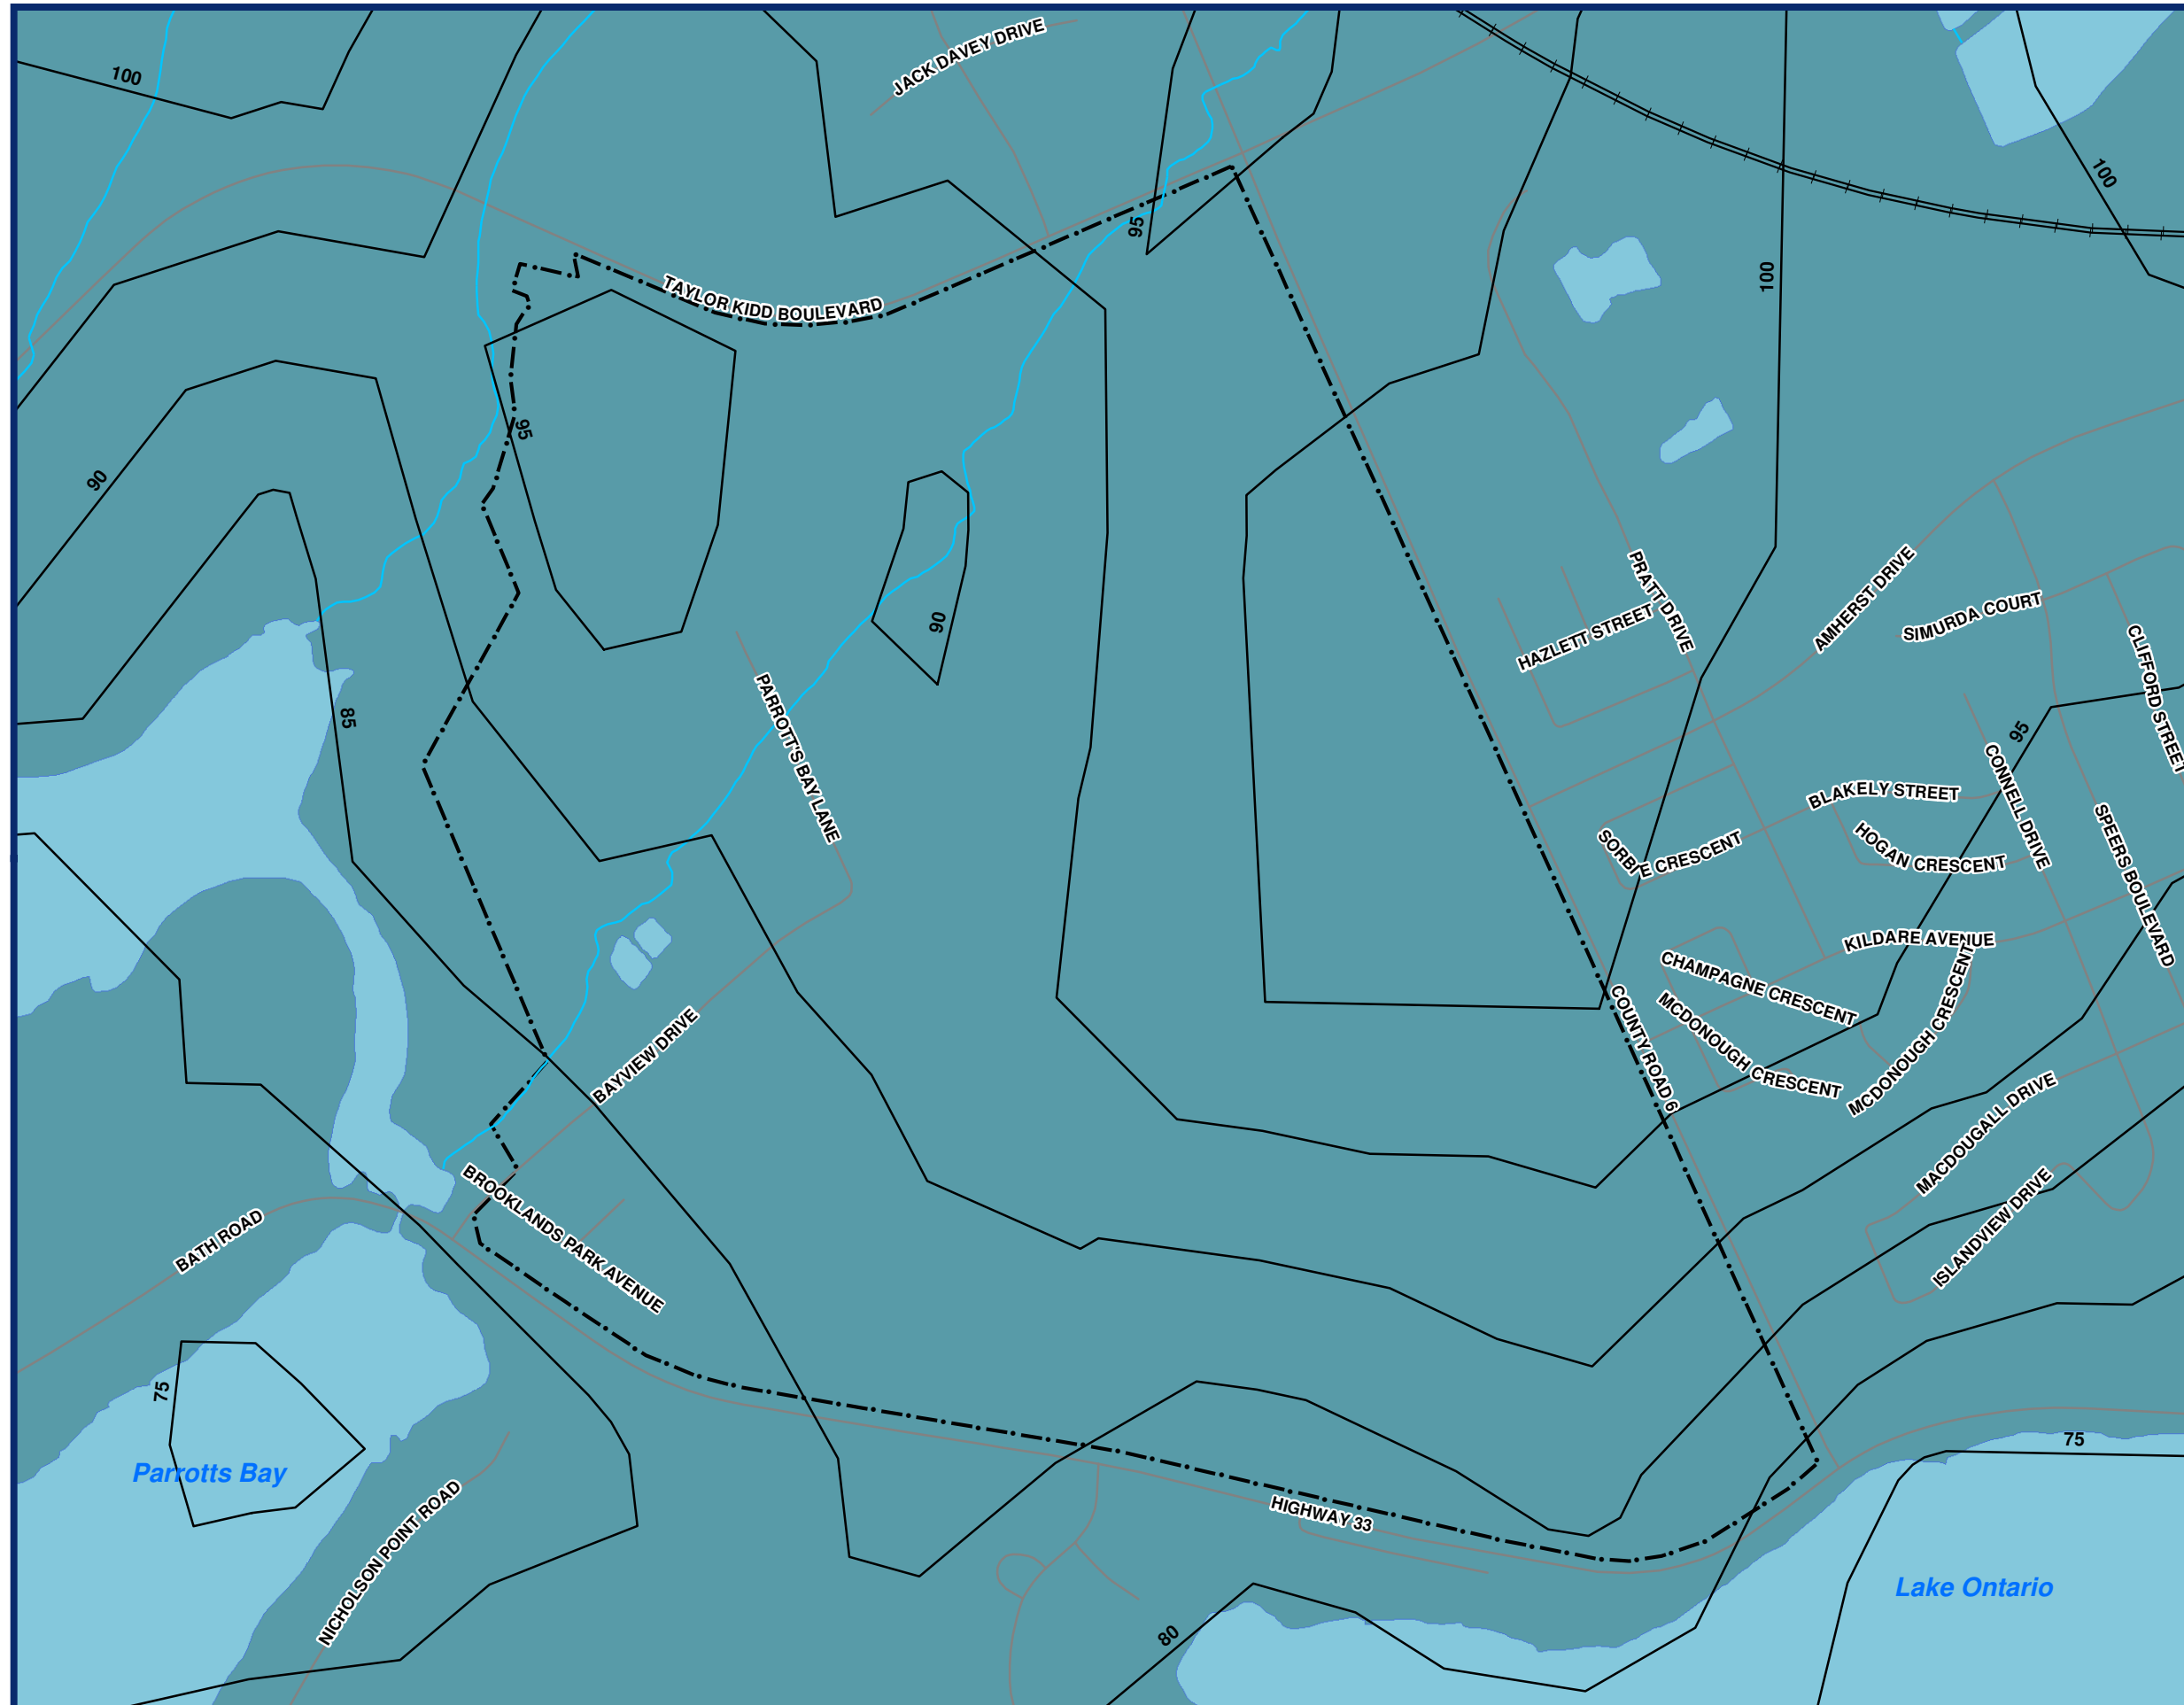 JACK DAVEY DRIVE
100
100
95
100
TAYLOR KIDD BOULEVARD
95
90
PRATT DRIVE
AMHERST DRIVE
SIMURDA COURT
HAZLETT STREET
90
CLIFFORD STREET
PARROTT'S BAY LANE
85
95
CONNELL DRIVE
BLAKELY STREET
SPEERS BOULEVARD
HOGAN CRESCENT
SORBIE CRESCENT
KILDARE AVENUE
CHAMPAGNE CRESCENT
MCDONOUGH CRESCENT
MCDONOUGH CRESCENT
COUNTY ROAD 6
BAYVIEW DRIVE
MACDOUGALL DRIVE
BROOKLANDS PARK AVENUE
ISLANDVIEW DRIVE
BATH ROAD
75
75
Parrotts Bay
HIGHWAY 33
NICHOLSON POINT ROAD
Lake Ontario
80